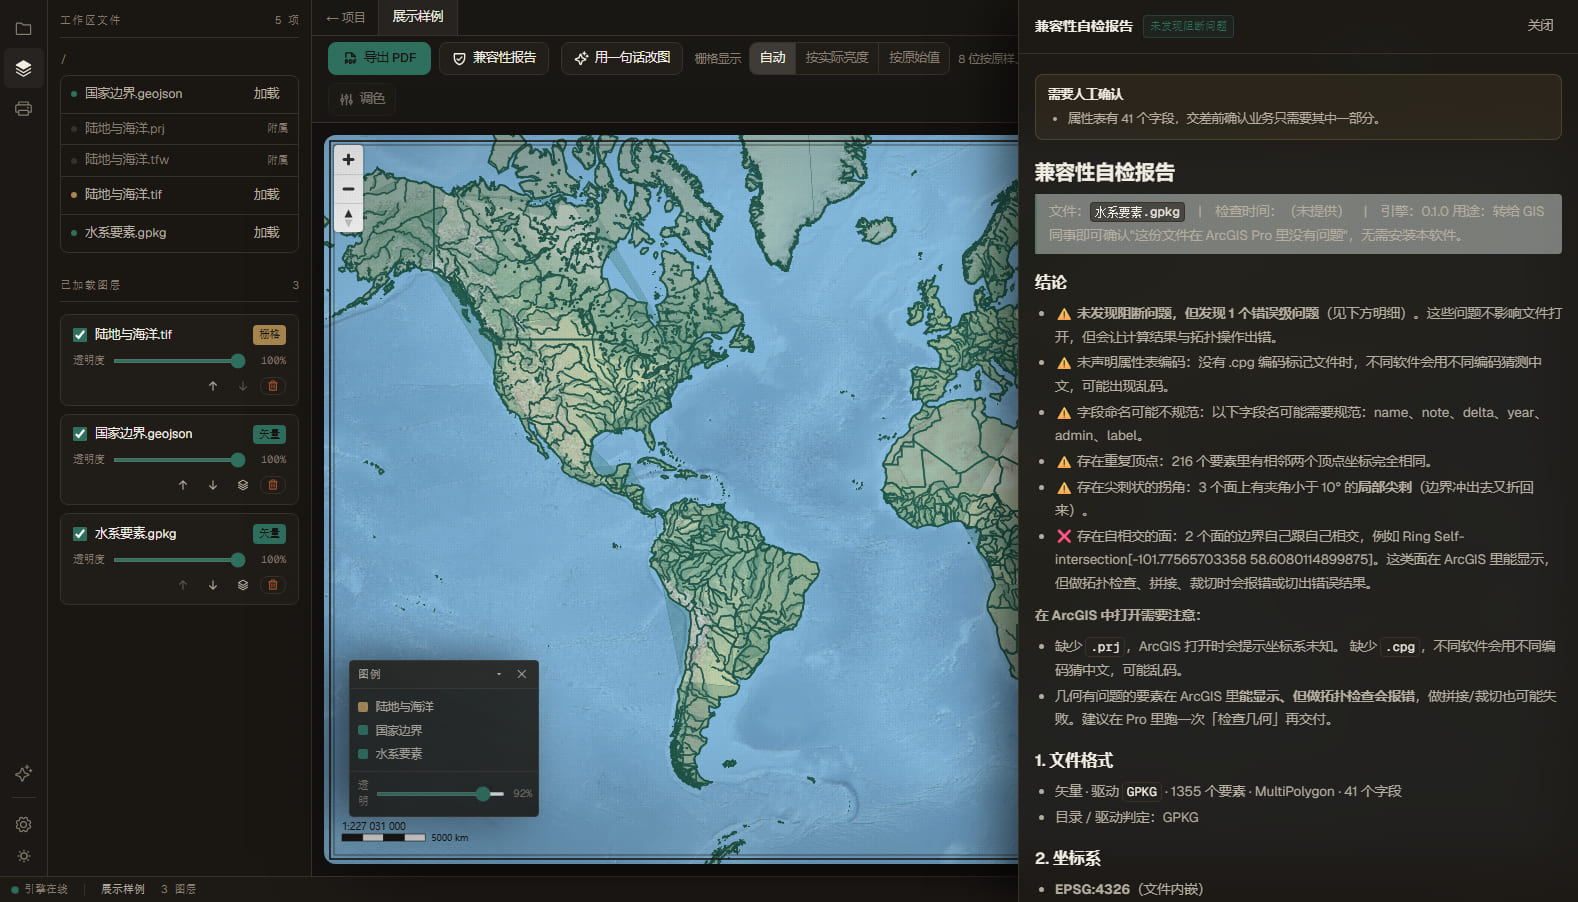 工作区文件
5 项
/
国家边界.geojson
加载
陆地与海洋.prj
附属
陆地与海洋.tfw
附属
陆地与海洋.tif
加载
水系要素.gpkg
加载
已加载图层
3
陆地与海洋.tif
栅格
透明度
100%
国家边界.geojson
矢量
透明度
100%
水系要素.gpkg
矢量
透明度
100%
引擎在线
展示样例
3 图层
←项目
展示样例
导出 PDF
兼容性报告
用一句话改图
栅格显示
自动
按实际亮度
按原始值
8 位按原样、
调色
图例
陆地与海洋
国家边界
水系要素
透明
92%
1:227 031 000
5000 km
兼容性自检报告
未发现阻断问题
关闭
需要人工确认
• 属性表有 41 个字段，交差前确认业务只需要其中一部分。
兼容性自检报告
文件： 水系要素.gpkg | 检查时间：（未提供） | 引擎：0.1.0 用途：转给 GIS
同事即可确认"这份文件在 ArcGIS Pro 里没有问题"，无需安装本软件。
结论
• ⚠️ 未发现阻断问题，但发现 1 个错误级问题（见下方明细）。这些问题不影响文件打
开，但会让计算结果与拓扑操作出错。
• ⚠️ 未声明属性表编码：没有 .cpg 编码标记文件时，不同软件会用不同编码猜测中
文，可能出现乱码。
• ⚠️ 字段命名可能不规范：以下字段名可能需要规范：name、note、delta、year、
admin、label。
• ⚠️ 存在重复顶点：216 个要素里有相邻两个顶点坐标完全相同。
• ⚠️ 存在尖刺状的拐角：3 个面上有夹角小于 10° 的局部尖刺（边界冲出去又折回
来）。
• ❌ 存在自相交的面：2 个面的边界自己跟自己相交，例如 Ring Self-
intersection[-101.77565703358 58.6080114899875]。这类面在 ArcGIS 里能显示，
但做拓扑检查、拼接、裁切时会报错或切出错误结果。
在 ArcGIS 中打开需要注意：
• 缺少 .prj ，ArcGIS 打开时会提示坐标系未知。 缺少 .cpg ，不同软件会用不同编
码猜中文，可能乱码。
• 几何有问题的要素在 ArcGIS 里能显示、但做拓扑检查会报错，做拼接/裁切也可能失
败。建议在 Pro 里跑一次「检查几何」再交付。
1. 文件格式
• 矢量 · 驱动 GPKG · 1355 个要素 · MultiPolygon · 41 个字段
• 目录 / 驱动判定：GPKG
2. 坐标系
• EPSG:4326（文件内嵌）